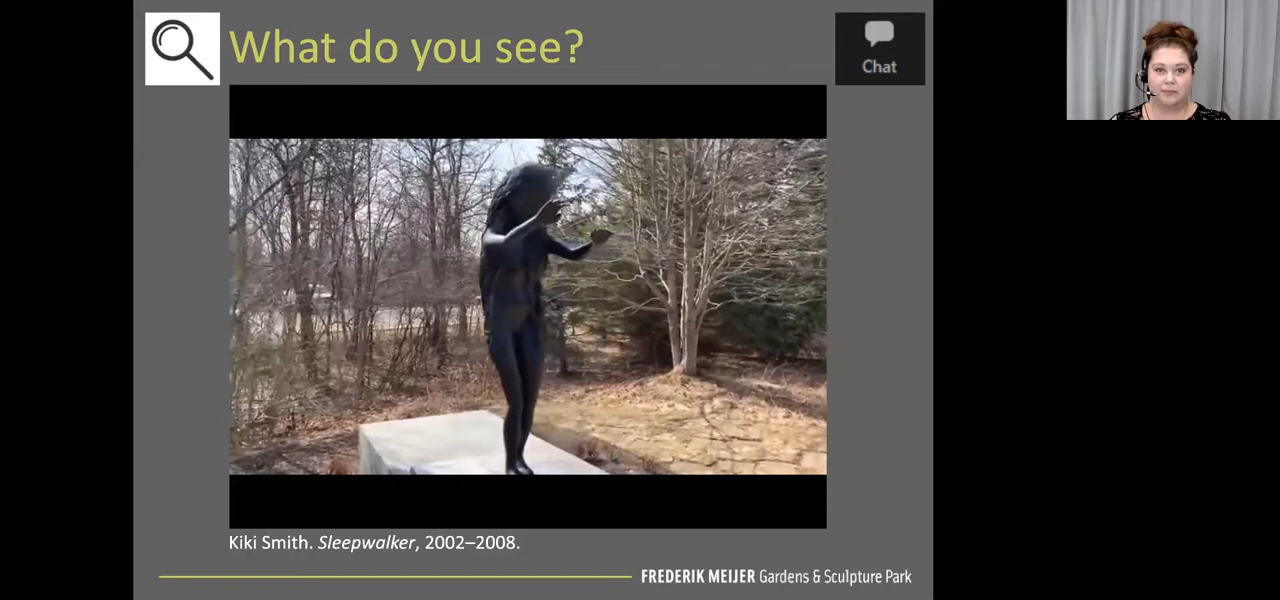 What do you see?
Chat
Kiki Smith. Sleepwalker, 2002–2008.
FREDERIK MEIJER Gardens & Sculpture Park